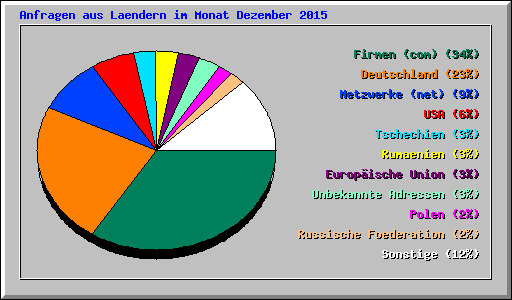 Anfragen aus Laendern im Monat Dezember 2015
Firmen (com) (34%)
Deutschland (23%)
Netzwerke (net) (9%)
USA (6%)
Tschechien (3%)
Rumaenien (3%)
Europäische Union (3%)
Unbekannte Adressen (3%)
Polen (2%)
Russische Foederation (2%)
Sonstige (12%)